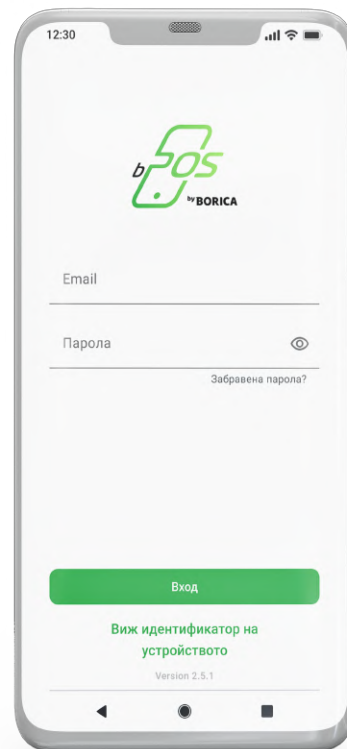 12:30
bPOS
by BORICA
Email
Парола
Забравена парола?
Вход
Виж идентификатор на
устройството
Version 2.5.1